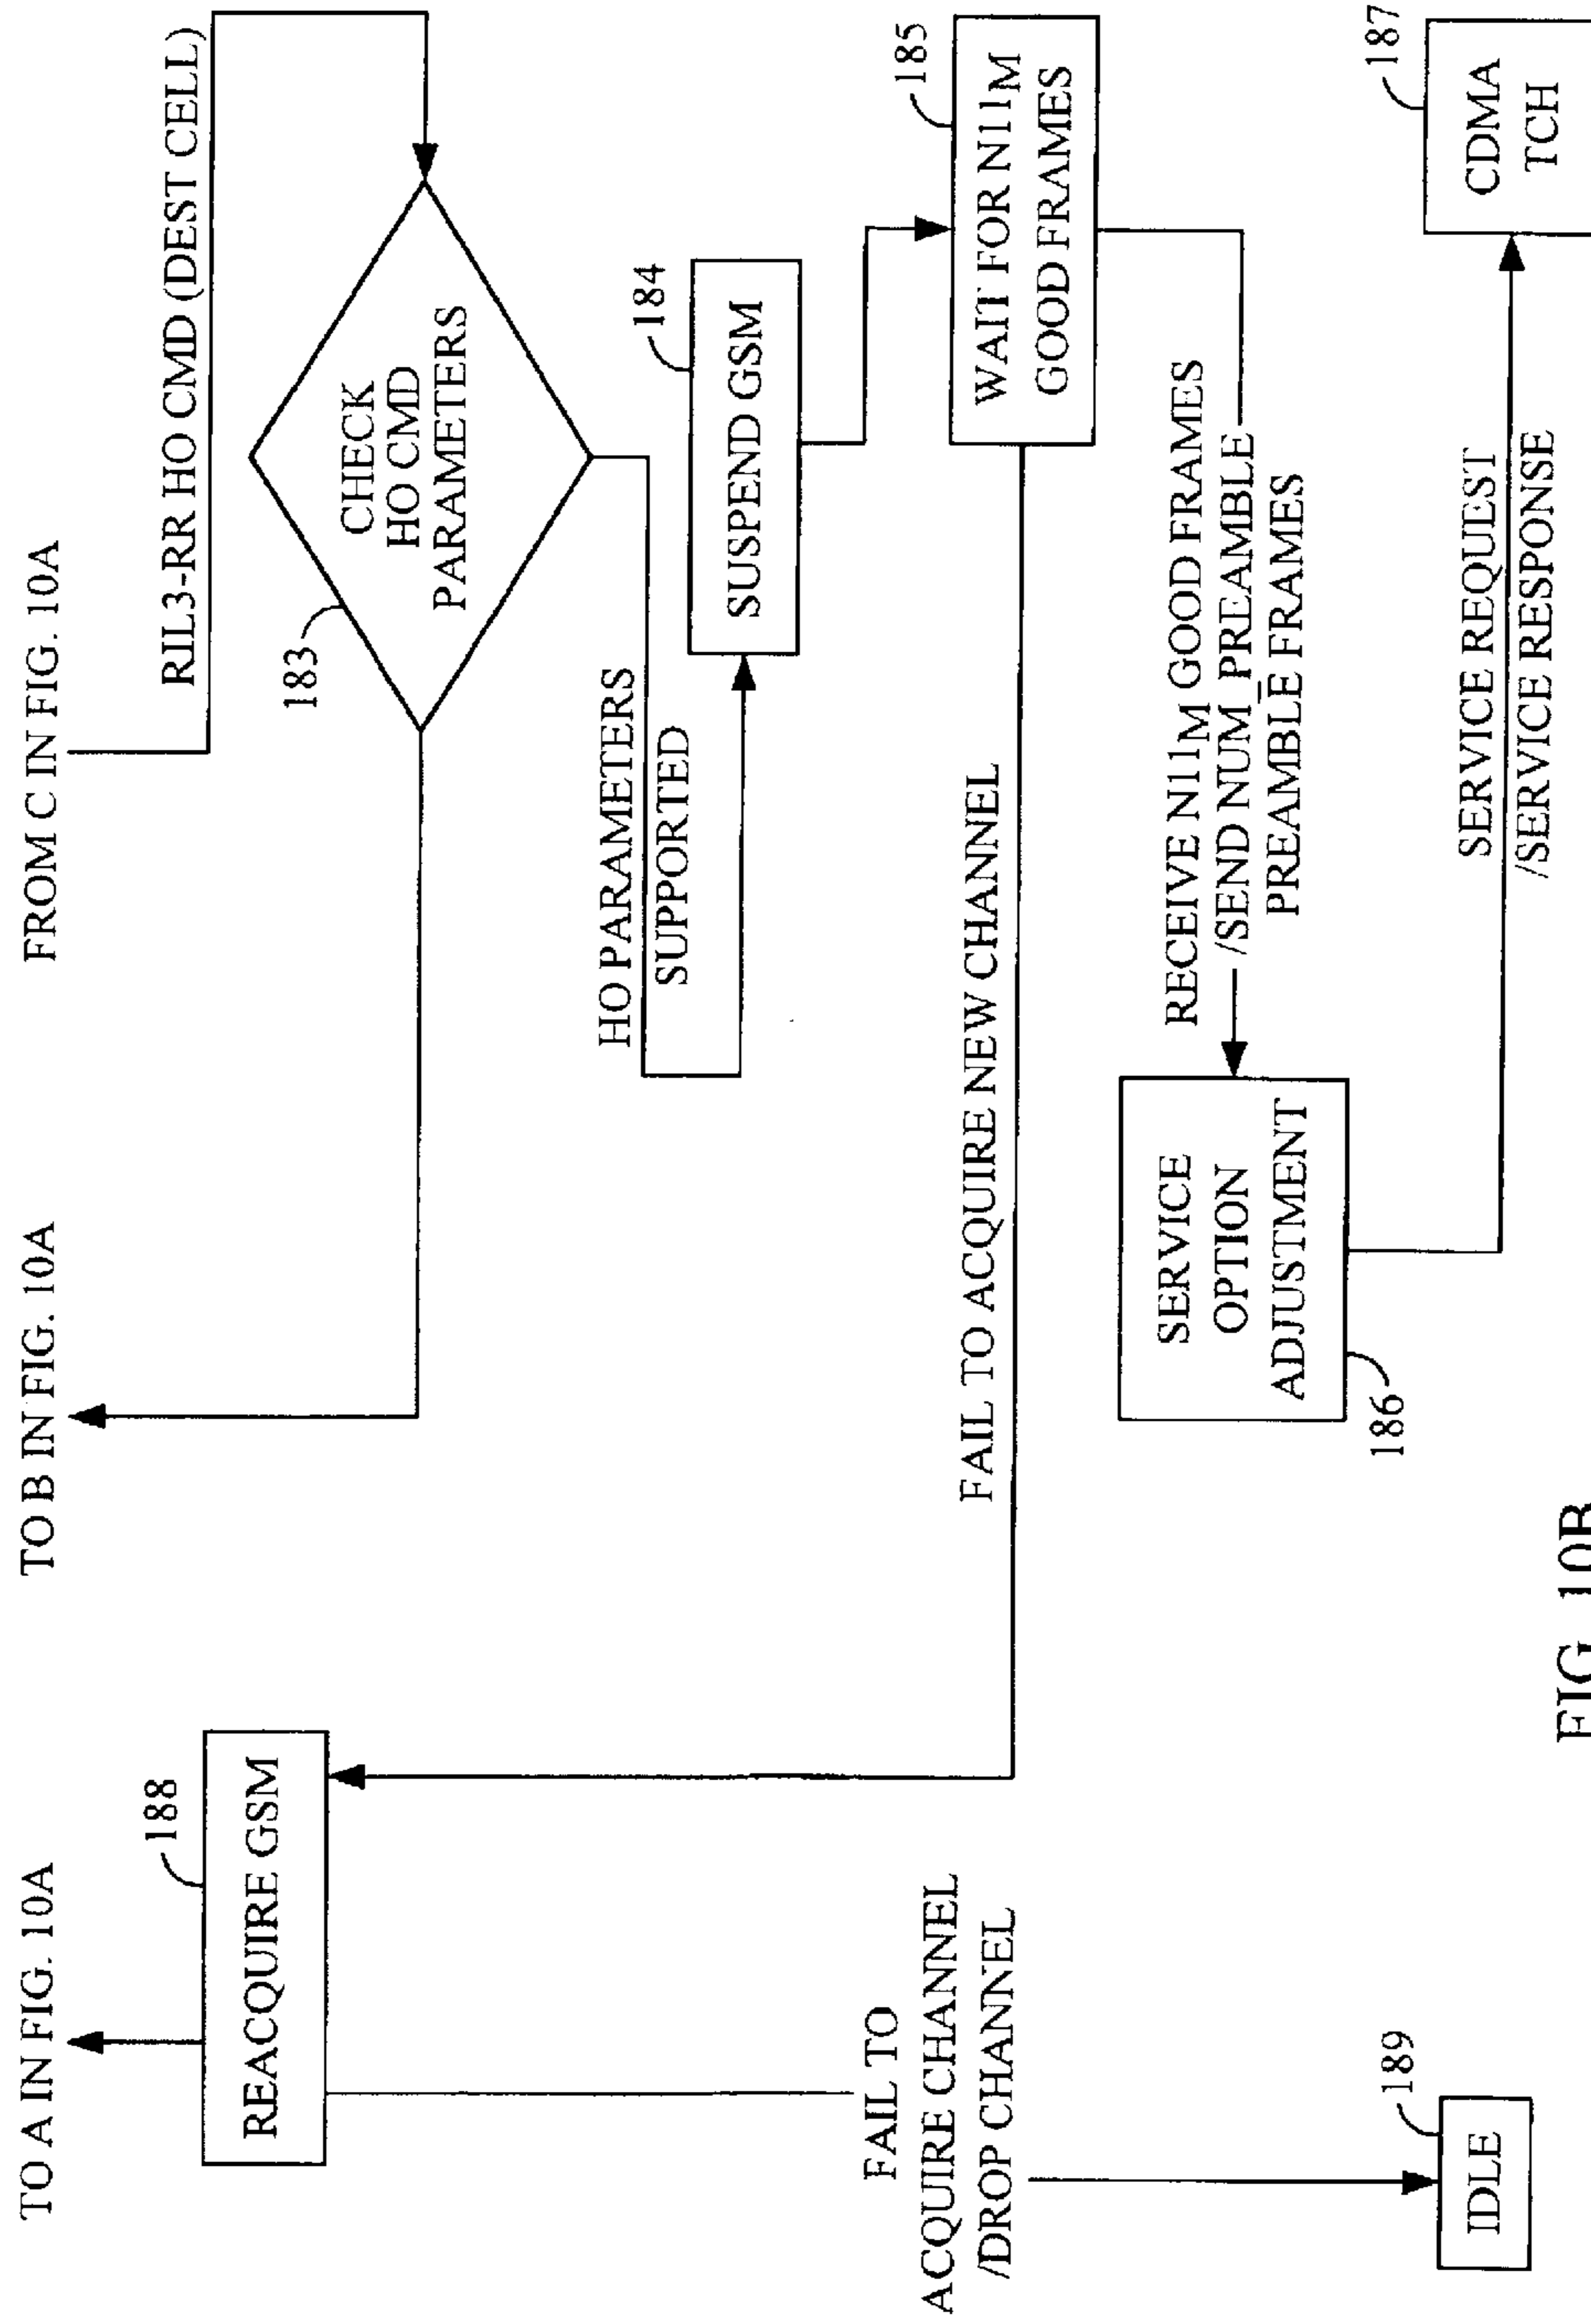 TO A IN FIG. 10A
TO B IN FIG. 10A
FROM C IN FIG. 10A
RIL3-RR HO CMD (DEST CELL)
188
REACQUIRE GSM
183
CHECK
HO CMD
PARAMETERS
HO PARAMETERS
SUPPORTED
184
SUSPEND GSM
FAIL TO
ACQUIRE CHANNEL
/DROP CHANNEL
FAIL TO ACQUIRE NEW CHANNEL
185
WAIT FOR N11M
GOOD FRAMES
RECEIVE N11M GOOD FRAMES
/SEND NUM_PREAMBLE
PREAMBLE FRAMES
SERVICE
OPTION
ADJUSTMENT
186
189
IDLE
SERVICE REQUEST
/SERVICE RESPONSE
187
CDMA
TCH
FIG. 10B